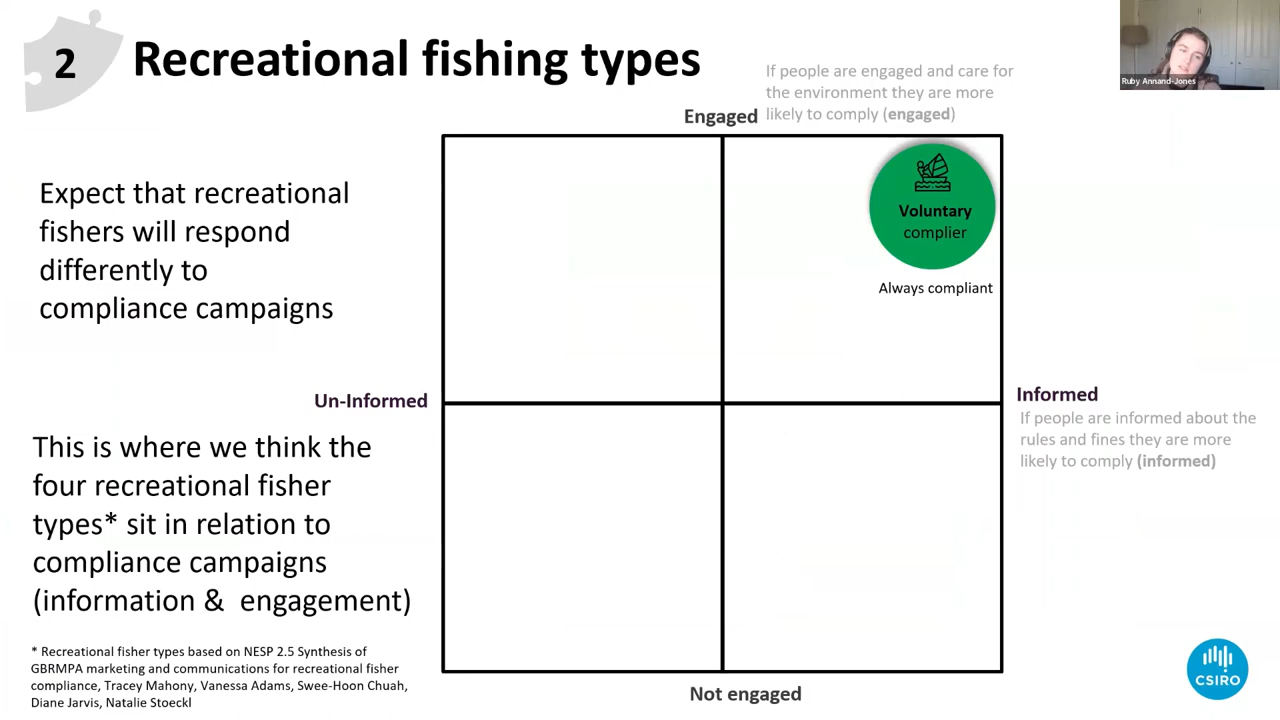 2
Recreational fishing types
Ruby Annand-Jones
If people are engaged and care for
the environment they are more
likely to comply (engaged)
Engaged
Expect that recreational
fishers will respond
differently to
compliance campaigns
Voluntary
complier
Always compliant
Un-Informed
Informed
If people are informed about the
rules and fines they are more
likely to comply (informed)
This is where we think the
four recreational fisher
types* sit in relation to
compliance campaigns
(information & engagement)
* Recreational fisher types based on NESP 2.5 Synthesis of
GBRMPA marketing and communications for recreational fisher
compliance, Tracey Mahony, Vanessa Adams, Swee-Hoon Chuah,
Diane Jarvis, Natalie Stoeckl
Not engaged
CSIRO